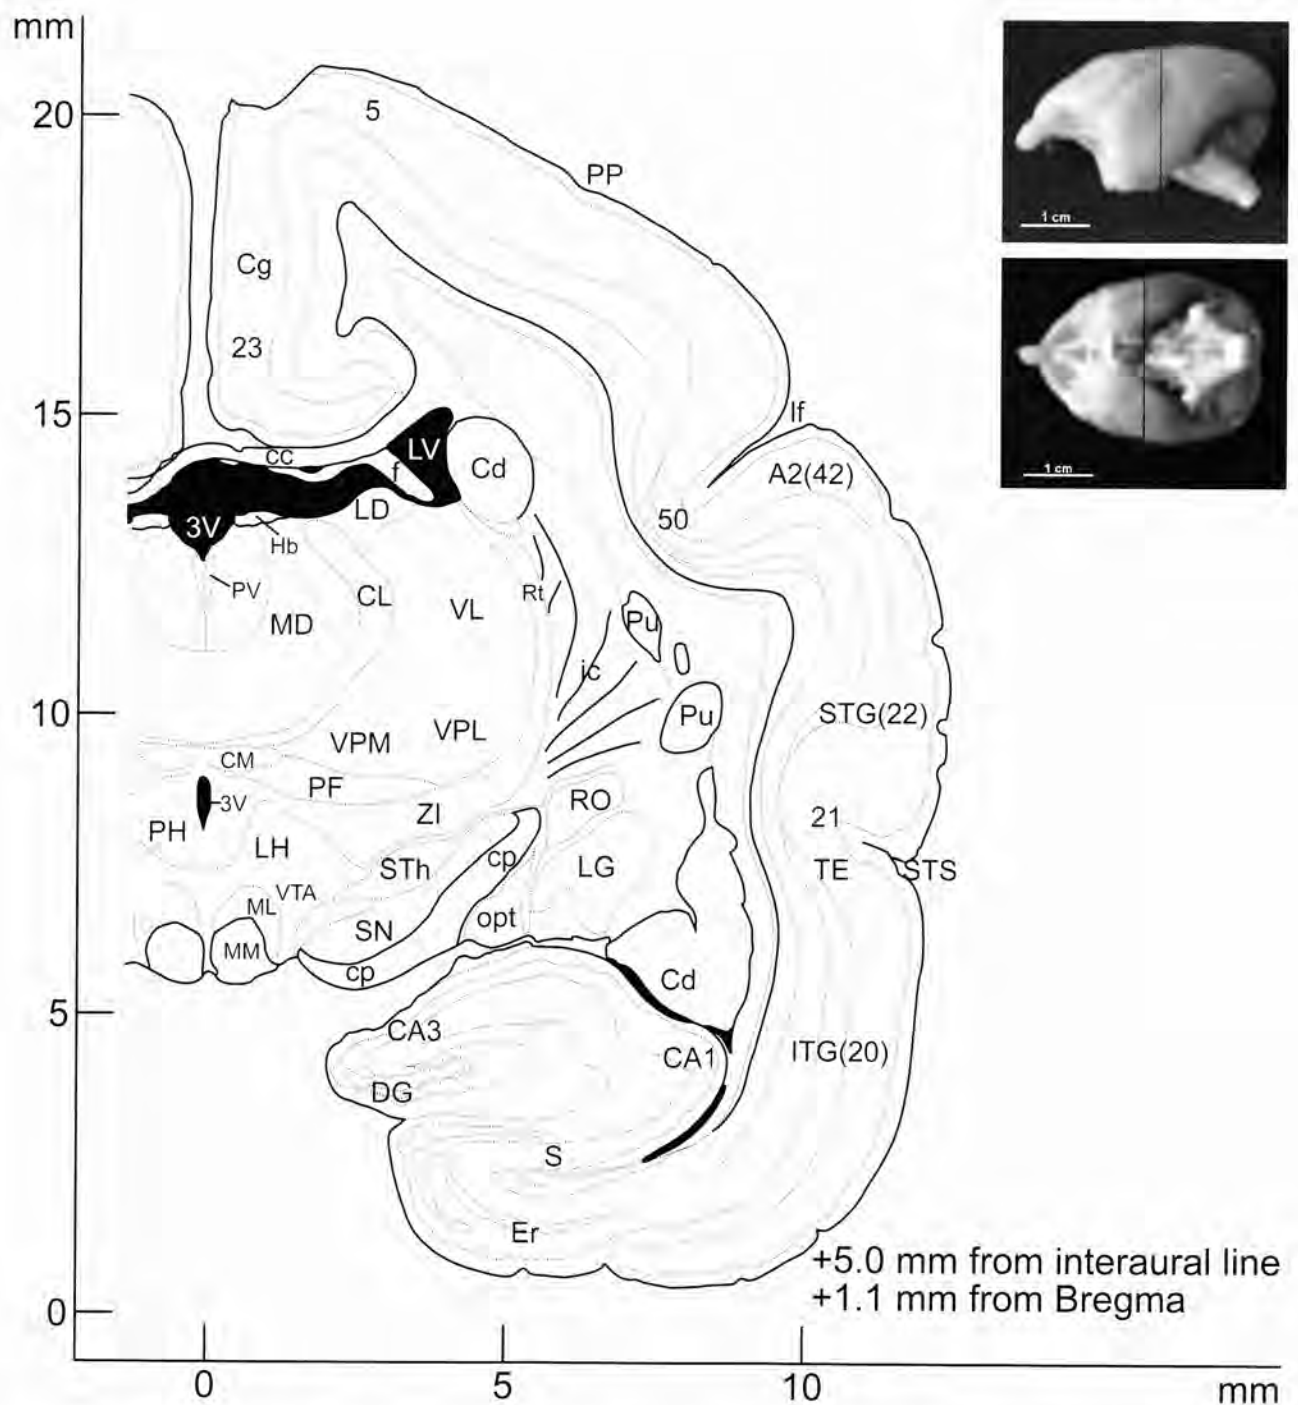 mm
20
15
10
5
0
5
PP
Cg
23
lf
LV
cc
f
Cd
A2(42)
LD
50
3V
Hb
PV
CL
Rt
VL
MD
Pu
ic
STG(22)
Pu
VPL
VPM
CM
PF
RO
3V
ZI
21
PH
LH
cp
STh
LG
TE
STS
VTA
ML
opt
SN
MM
cp
Cd
CA3
CA1
ITG(20)
DG
S
Er
+5.0 mm from interaural line
+1.1 mm from Bregma
0
5
10
mm
1 cm
1 cm